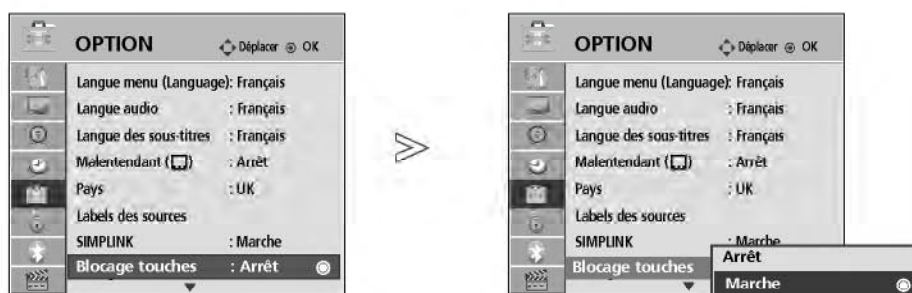 OPTION Déplacer OK
Langue menu (Language): Français
Langue audio : Français
Langue des sous-titres : Français
Malentendant ( ) : Arrêt
Pays : UK
Labels des sources
SIMPLINK : Marche
Blocage touches : Arrêt
OPTION Déplacer OK
Langue menu (Language): Français
Langue audio : Français
Langue des sous-titres : Français
Malentendant ( ) : Arrêt
Pays : UK
Labels des sources
SIMPLINK : Marche
Blocage touches
Arrêt
Marche